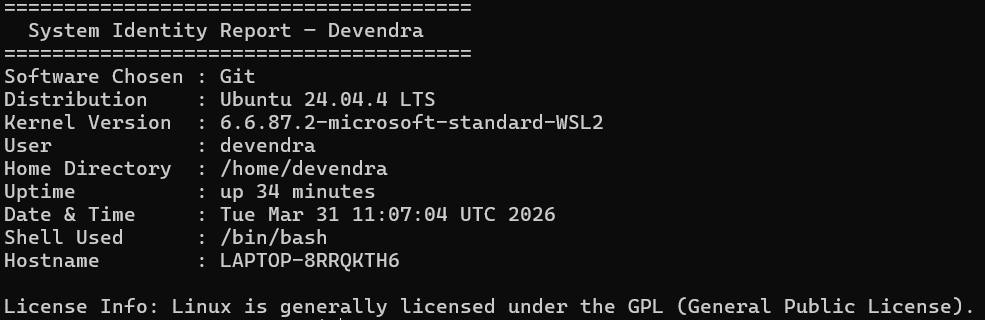 =======================================
  System Identity Report – Devendra
=======================================
Software Chosen : Git
Distribution    : Ubuntu 24.04.4 LTS
Kernel Version  : 6.6.87.2-microsoft-standard-WSL2
User            : devendra
Home Directory  : /home/devendra
Uptime          : up 34 minutes
Date & Time     : Tue Mar 31 11:07:04 UTC 2026
Shell Used      : /bin/bash
Hostname        : LAPTOP-8RRQKTH6

License Info: Linux is generally licensed under the GPL (General Public License).